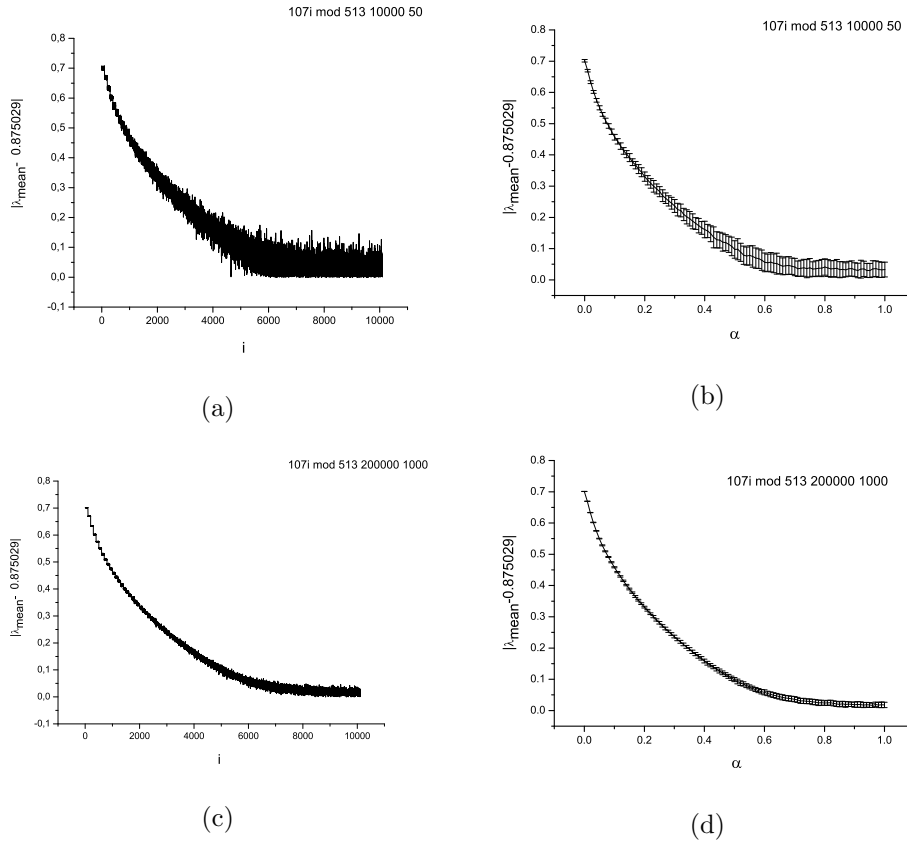 107i mod 513 10000 50
0,8
0,7
0,6
0,5
0,4
0,3
0,2
0,1
0,0
-0,1
|λmean- 0.875029|
0 2000 4000 6000 8000 10000
i
(a)
107i mod 513 10000 50
0.8
0.7
0.6
0.5
0.4
0.3
0.2
0.1
0.0
|λmean-0.875029|
0.0 0.2 0.4 0.6 0.8 1.0
α
(b)
107i mod 513 200000 1000
0,8
0,7
0,6
0,5
0,4
0,3
0,2
0,1
0,0
-0,1
|λmean- 0.875029|
0 2000 4000 6000 8000 10000
i
(c)
107i mod 513 200000 1000
0.8
0.7
0.6
0.5
0.4
0.3
0.2
0.1
0.0
|λmean-0.875029|
0.0 0.2 0.4 0.6 0.8 1.0
α
(d)